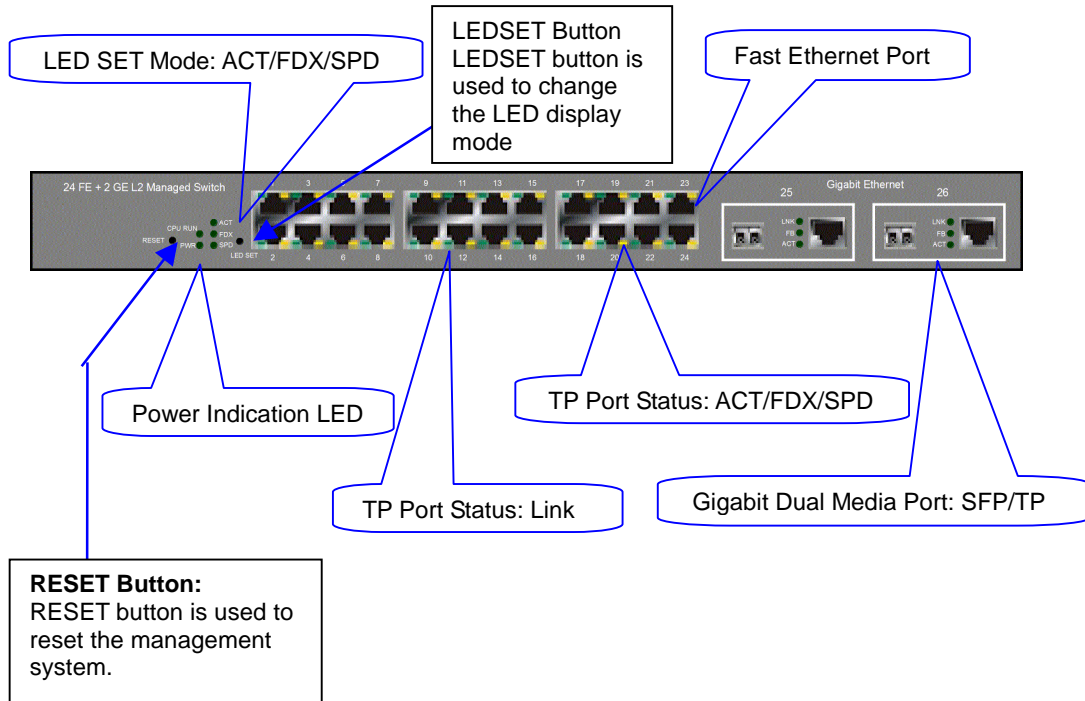 LED SET Mode: ACT/FDX/SPD
LEDSET Button
LEDSET button is
used to change
the LED display
mode
Fast Ethernet Port
24 FE + 2 GE L2 Managed Switch
3 7 9 11 13 15 17 19 21 23
25 Gigabit Ethernet 26
ACT
CPU RUN FDX
RESET PWR SPD
LED SET
LNK
FB
ACT
LNK
FB
ACT
2 4 6 8 10 12 14 16 18 20 22 24
Power Indication LED
TP Port Status: ACT/FDX/SPD
TP Port Status: Link
Gigabit Dual Media Port: SFP/TP
RESET Button:
RESET button is used to
reset the management
system.